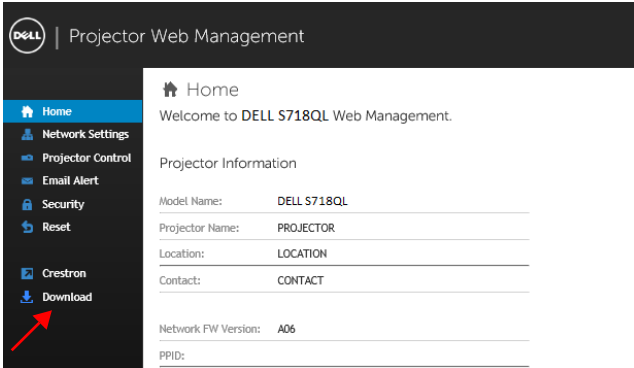 DELL | Projector Web Management
Home
Network Settings
Projector Control
Email Alert
Security
Reset
Crestron
Download
Home
Welcome to DELL S718QL Web Management.
Projector Information
Model Name: DELL S718QL
Projector Name: PROJECTOR
Location: LOCATION
Contact: CONTACT
Network FW Version: A06
PPID: